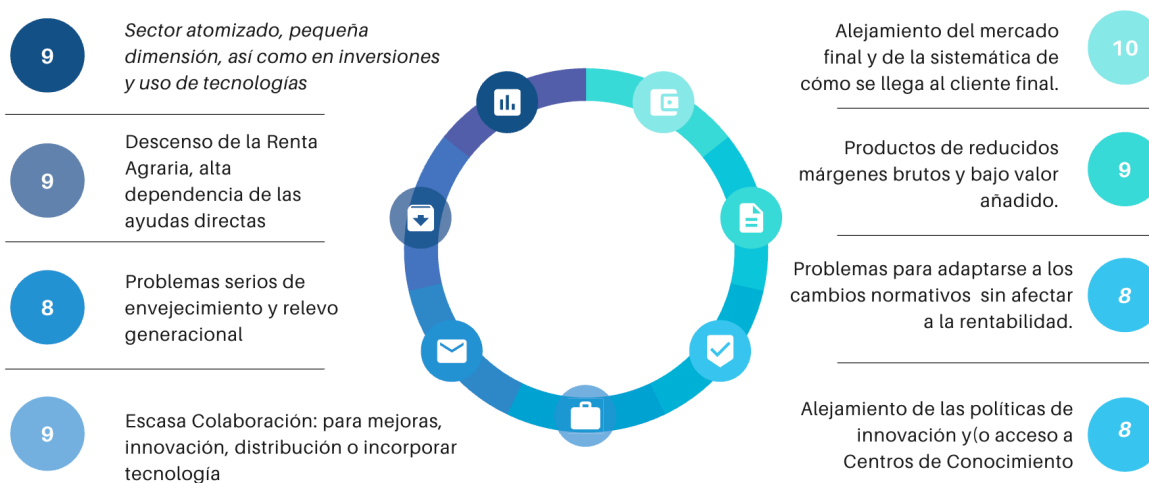 9
Sector atomizado, pequeña
dimensión, así como en inversiones
y uso de tecnologías
9
Descenso de la Renta
Agraria, alta
dependencia de las
ayudas directas
8
Problemas serios de
envejecimiento y relevo
generacional
9
Escasa Colaboración: para mejoras,
innovación, distribución o incorporar
tecnología
Alejamiento del mercado
final y de la sistemática de
cómo se llega al cliente final.
10
Productos de reducidos
márgenes brutos y bajo valor
añadido.
9
Problemas para adaptarse a los
cambios normativos  sin afectar
a la rentabilidad.
8
Alejamiento de las políticas de
innovación y(o acceso a
Centros de Conocimiento
8